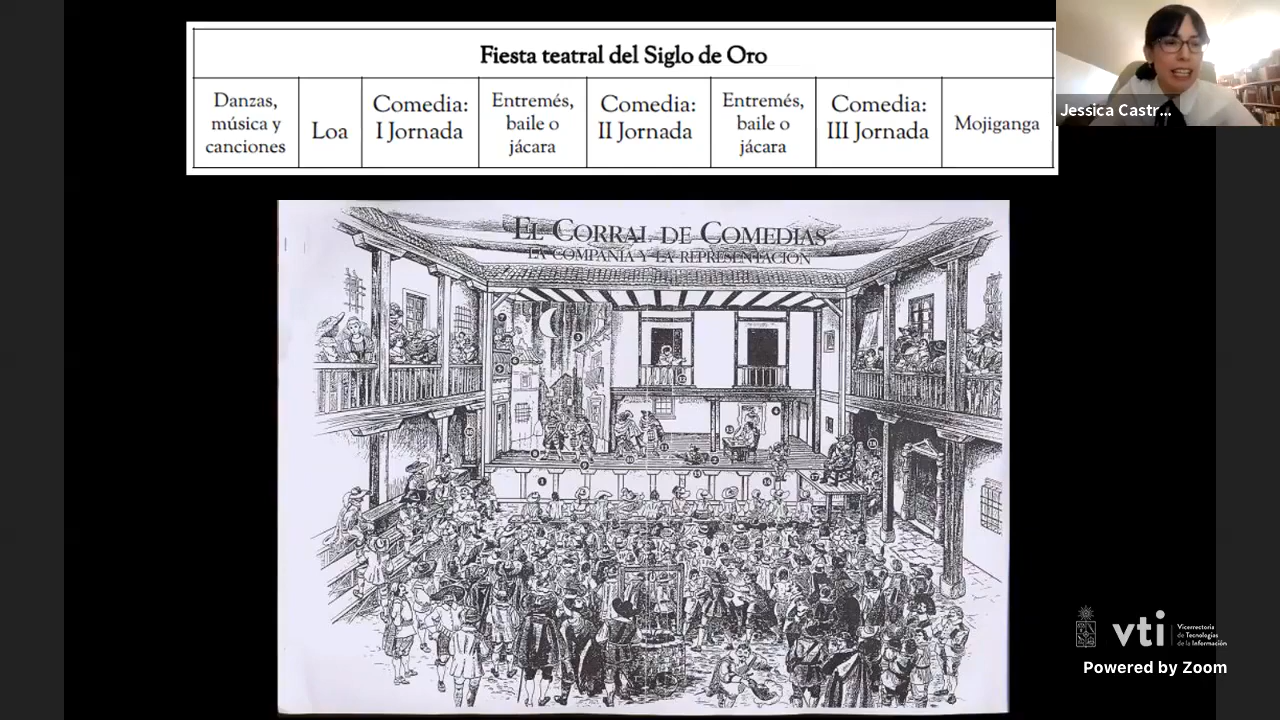 Fiesta teatral del Siglo de Oro
Danzas,
música y
canciones
Loa
Comedia:
I Jornada
Entremés,
baile o
jácara
Comedia:
II Jornada
Entremés,
baile o
jácara
Comedia:
III Jornada
Mojiganga
Jessica Castr...
EL CORRAL DE COMEDIAS
LA COMPAÑIA Y LA REPRESENTACION
vti
Vicerrectoría
de Tecnologías
de la Información
Powered by Zoom